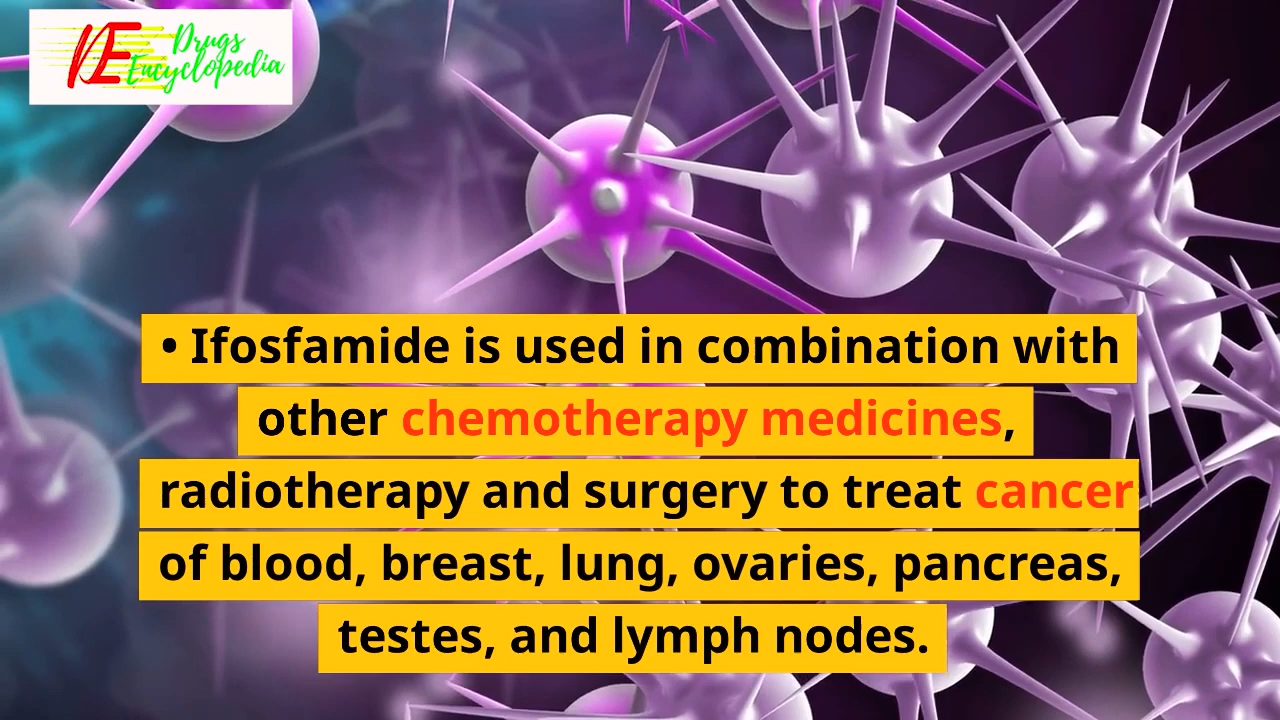 DE Drugs
Encyclopedia
• Ifosfamide is used in combination with
other chemotherapy medicines,
radiotherapy and surgery to treat cancer
of blood, breast, lung, ovaries, pancreas,
testes, and lymph nodes.